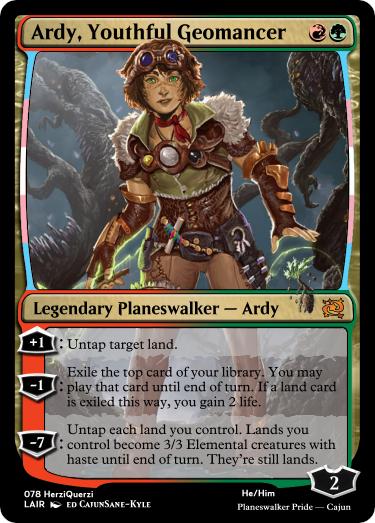 Ardy, Youthful Geomancer
Legendary Planeswalker — Ardy
+1: Untap target land.
-1: Exile the top card of your library. You may
play that card until end of turn. If a land card
is exiled this way, you gain 2 life.
-7: Untap each land you control. Lands you
control become 3/3 Elemental creatures with
haste until end of turn. They're still lands.
2
078 HerziQuerzi He/Him
LAIR ED CAJUNSANE-KYLE Planeswalker Pride — Cajun